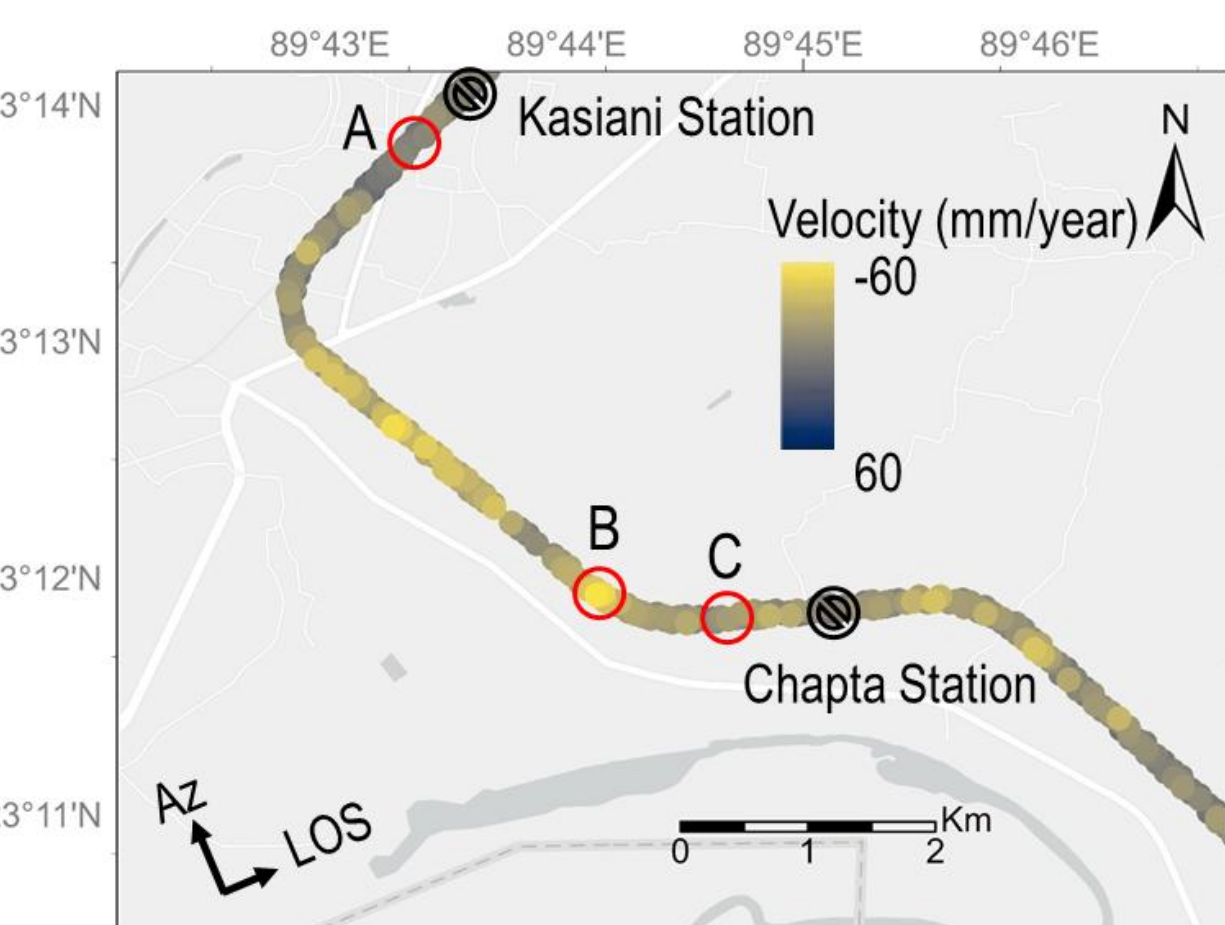 89°43'E 89°44'E 89°45'E 89°46'E
3°14'N
A
Kasiani Station
N
Velocity (mm/year)
-60
3°13'N
60
B
C
3°12'N
Chapta Station
Az
LOS
3°11'N
Km
0 1 2